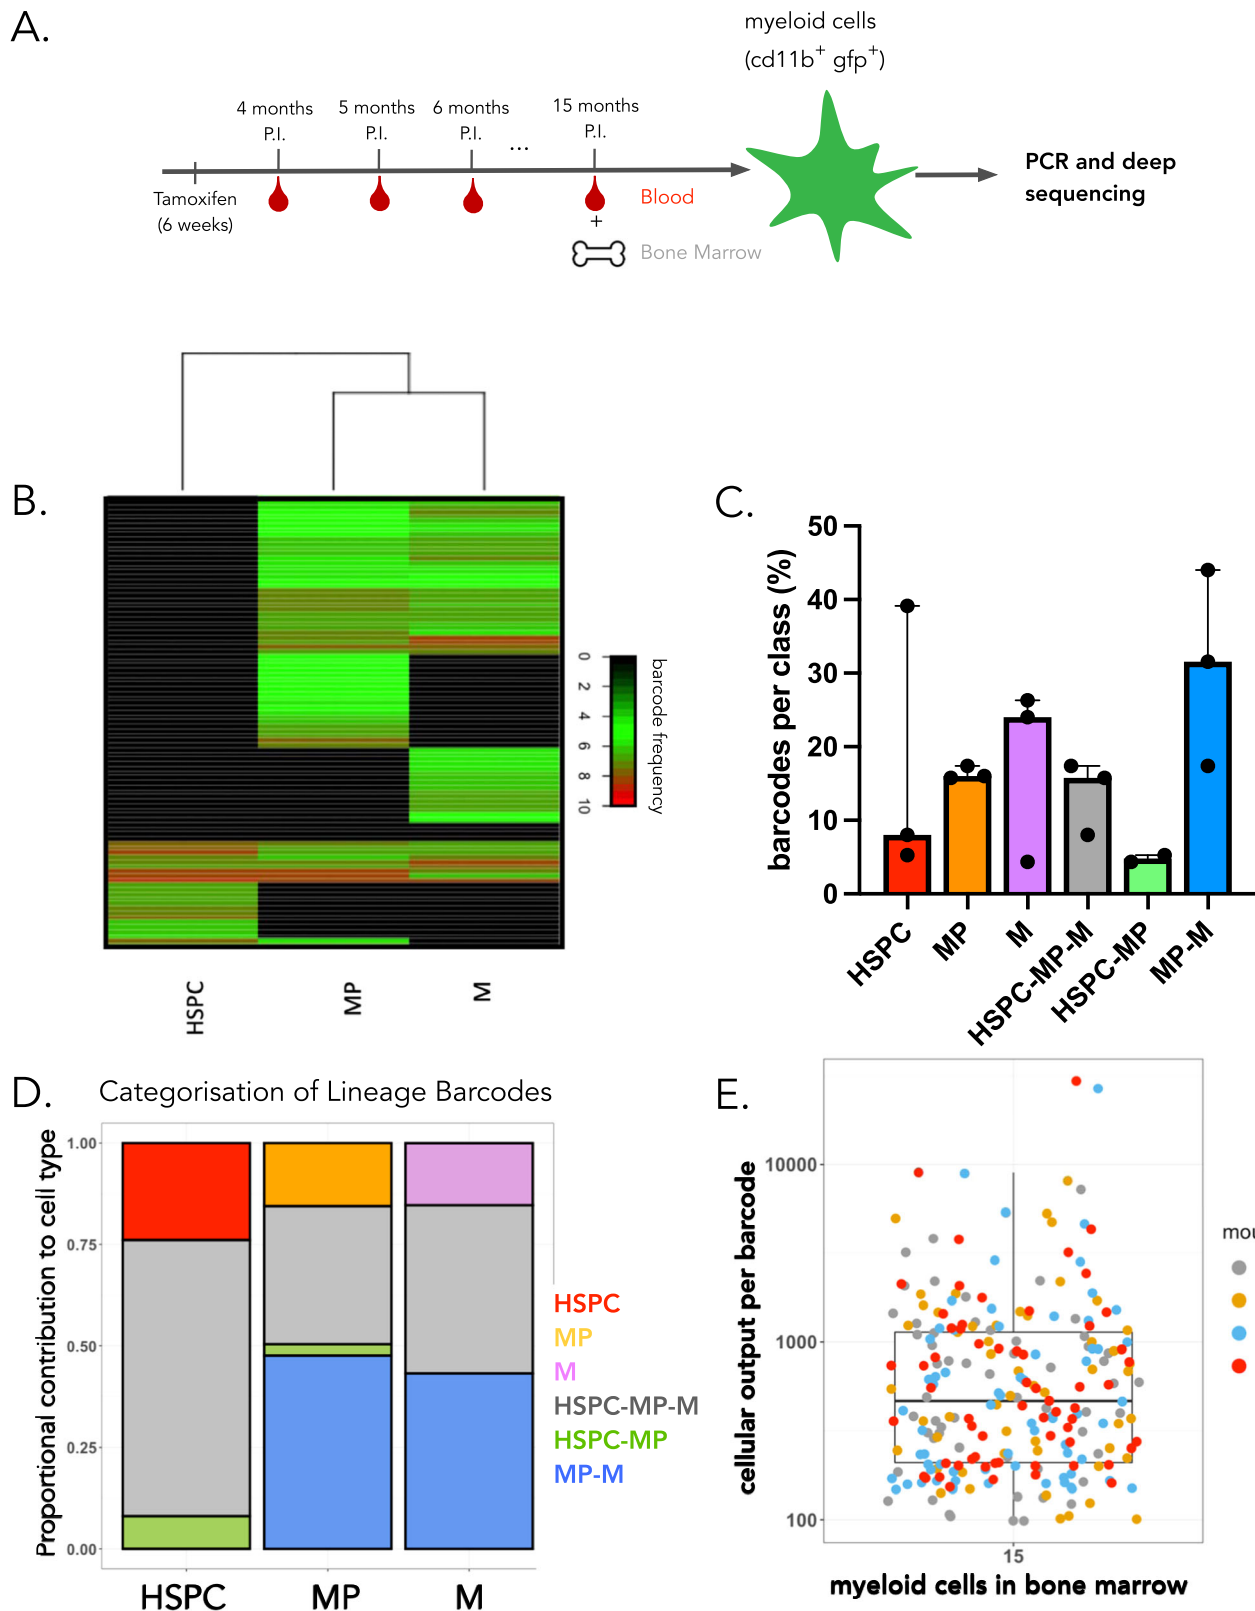 A.
myeloid cells
(cd11b+ gfp+)
4 months
P.I.
5 months
P.I.
6 months
P.I.
...
15 months
P.I.
Tamoxifen
(6 weeks)
Blood
+
Bone Marrow
PCR and deep
sequencing
B.
0
2
4
6
8
10
barcode frequency
HSPC
MP
M
C.
barcodes per class (%)
50
40
30
20
10
0
HSPC
MP
M
HSPC-MP-M
HSPC-MP
MP-M
D.
Categorisation of Lineage Barcodes
Proportional contribution to cell type
1.00
0.75
0.50
0.25
0.00
HSPC
MP
M
HSPC
MP
M
HSPC-MP-M
HSPC-MP
MP-M
E.
cellular output per barcode
10000
1000
100
15
myeloid cells in bone marrow
mou